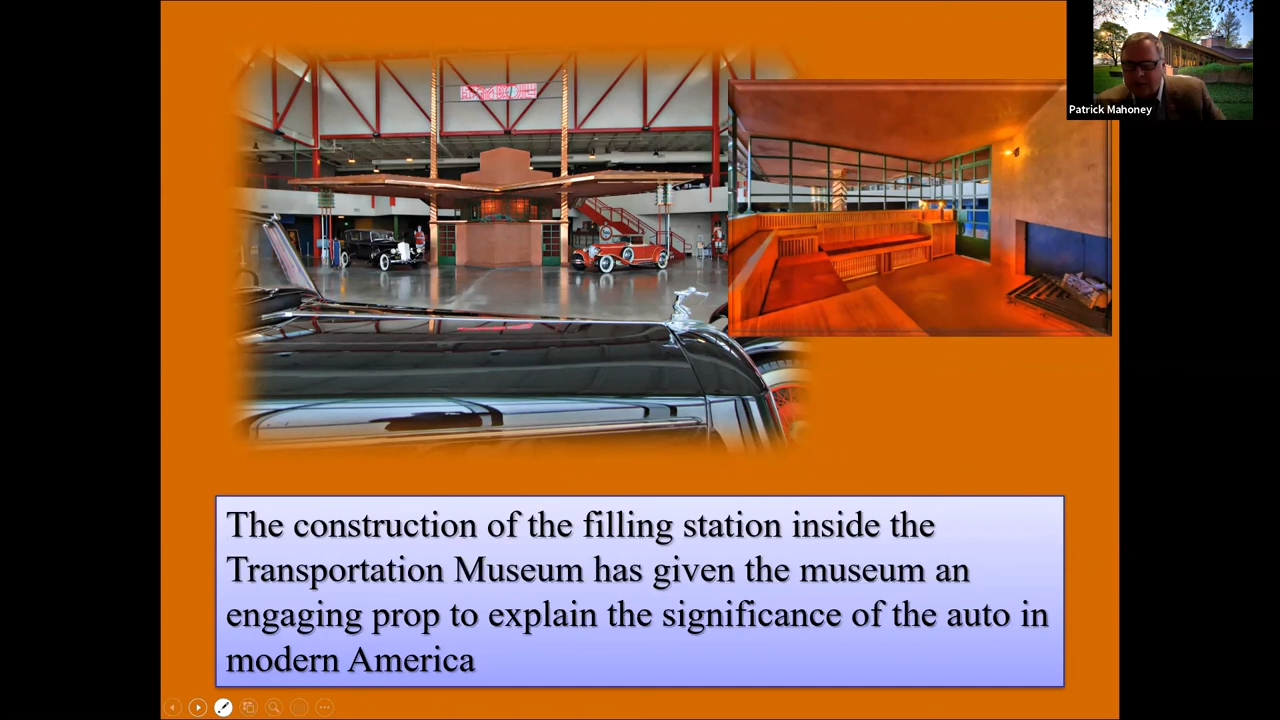 Patrick Mahoney
The construction of the filling station inside the
Transportation Museum has given the museum an
engaging prop to explain the significance of the auto in
modern America